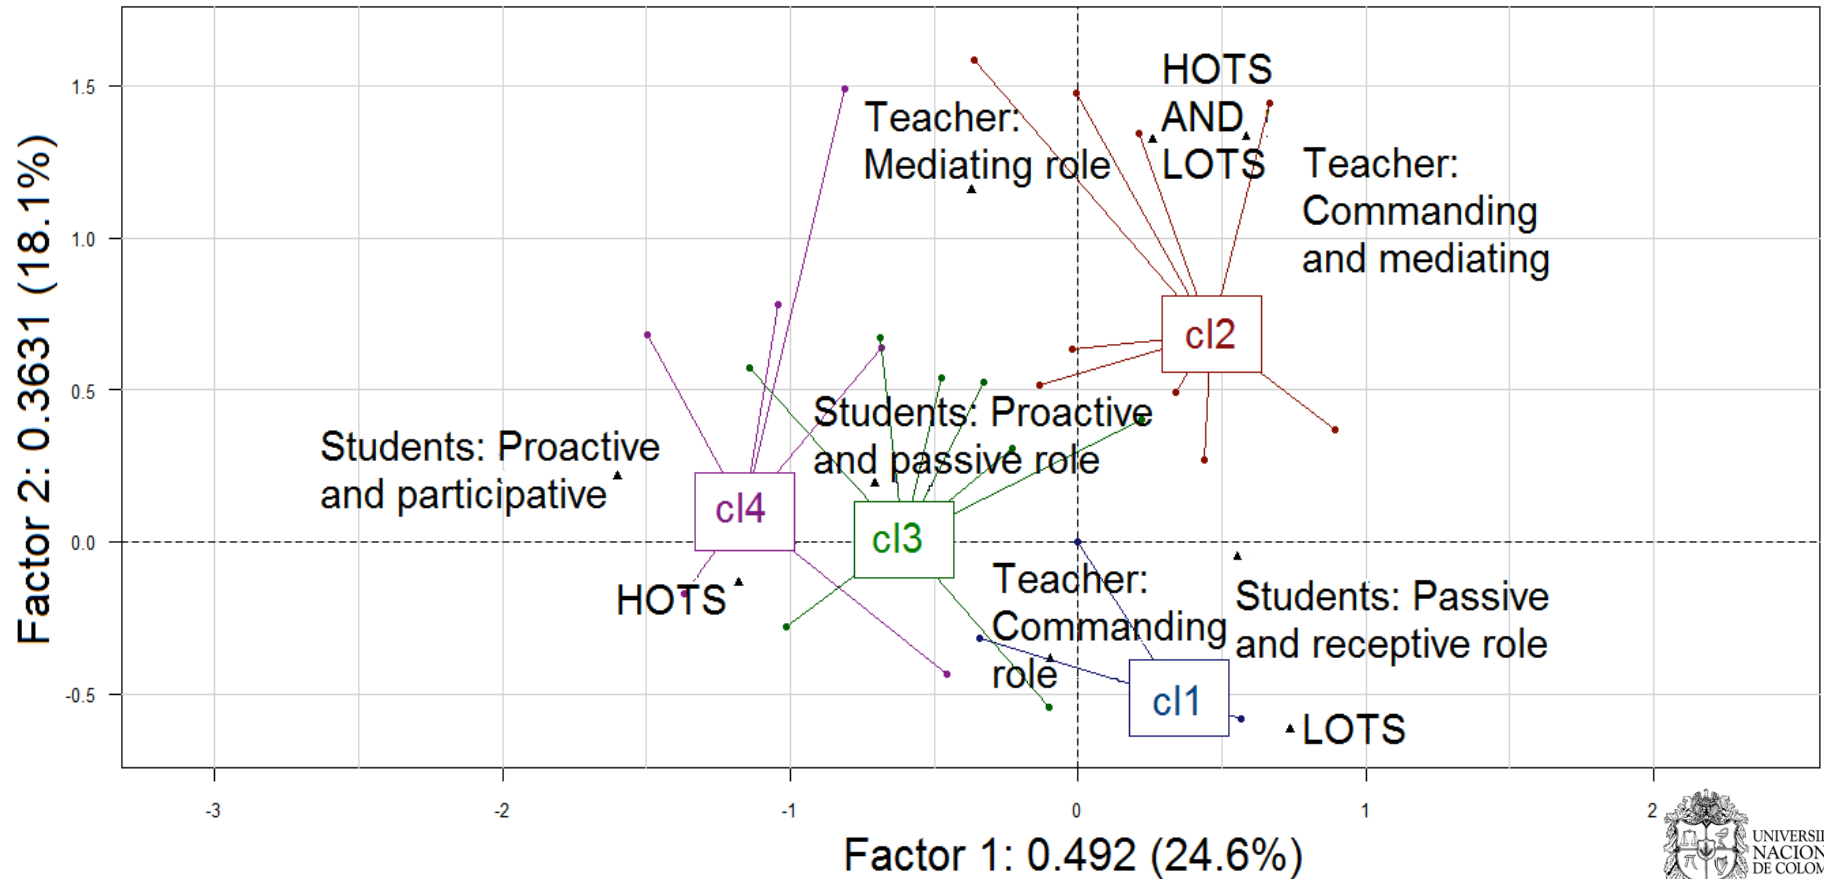 Factor 2: 0.3631 (18.1%)
1.5
1.0
0.5
0.0
-0.5
HOTS
AND
LOTS
Teacher:
Mediating role
Teacher:
Commanding
and mediating
cl2
Students: Proactive
and passive role
Students: Proactive
and participative
cl4
cl3
HOTS
Teacher:
Commanding
role
Students: Passive
and receptive role
cl1
LOTS
-3
-2
-1
0
1
2
Factor 1: 0.492 (24.6%)
NACION